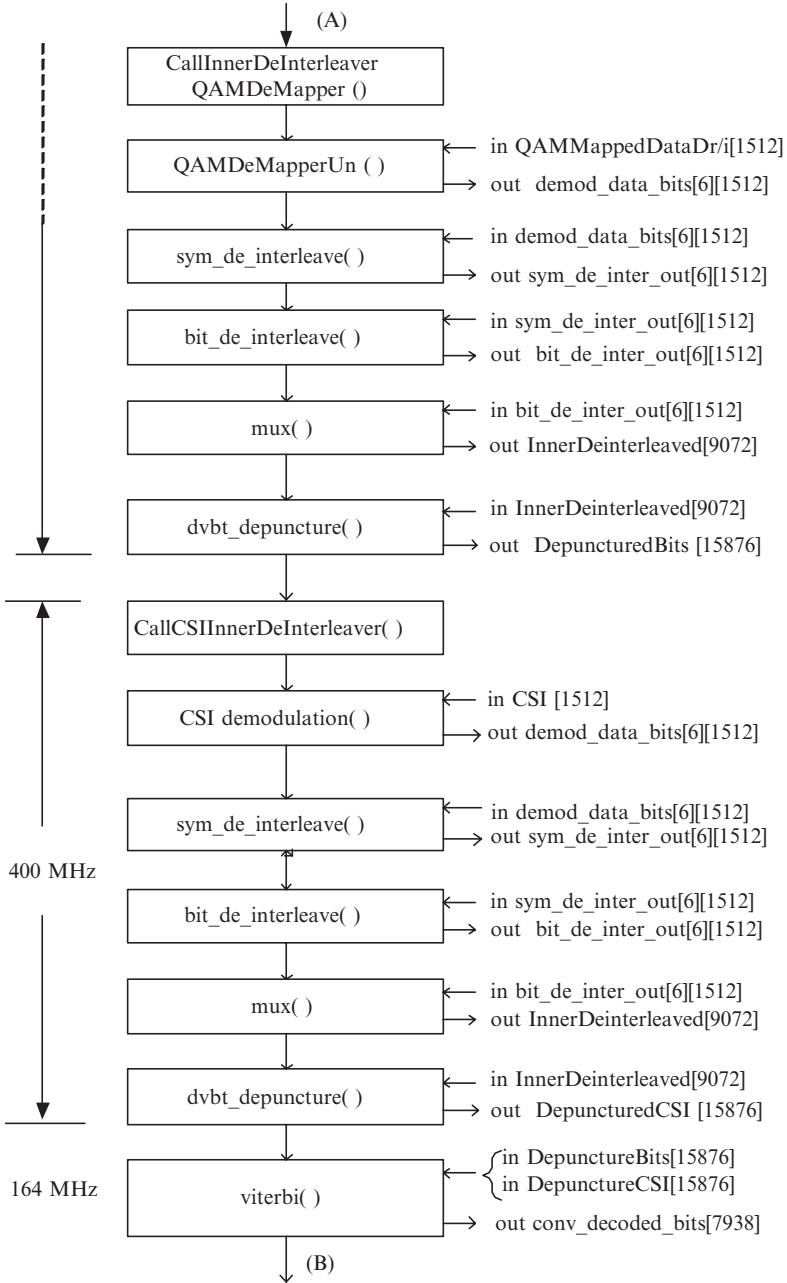 (A)
CallInnerDeInterleaver
QAMDeMapper ()
QAMDeMapperUn ( )
in QAMMappedDataDr/i[1512]
out demod_data_bits[6][1512]
sym_de_interleave( )
in demod_data_bits[6][1512]
out sym_de_inter_out[6][1512]
bit_de_interleave( )
in sym_de_inter_out[6][1512]
out bit_de_inter_out[6][1512]
mux( )
in bit_de_inter_out[6][1512]
out InnerDeinterleaved[9072]
dvbt_depuncture( )
in InnerDeinterleaved[9072]
out DepuncturedBits [15876]
CallCSIInnerDeInterleaver( )
CSI demodulation( )
in CSI [1512]
out demod_data_bits[6][1512]
sym_de_interleave( )
in demod_data_bits[6][1512]
out sym_de_inter_out[6][1512]
400 MHz
bit_de_interleave( )
in sym_de_inter_out[6][1512]
out bit_de_inter_out[6][1512]
mux( )
in bit_de_inter_out[6][1512]
out InnerDeinterleaved[9072]
dvbt_depuncture( )
in InnerDeinterleaved[9072]
out DepuncturedCSI [15876]
164 MHz
viterbi( )
in DepunctureBits[15876]
in DepunctureCSI[15876]
out conv_decoded_bits[7938]
(B)